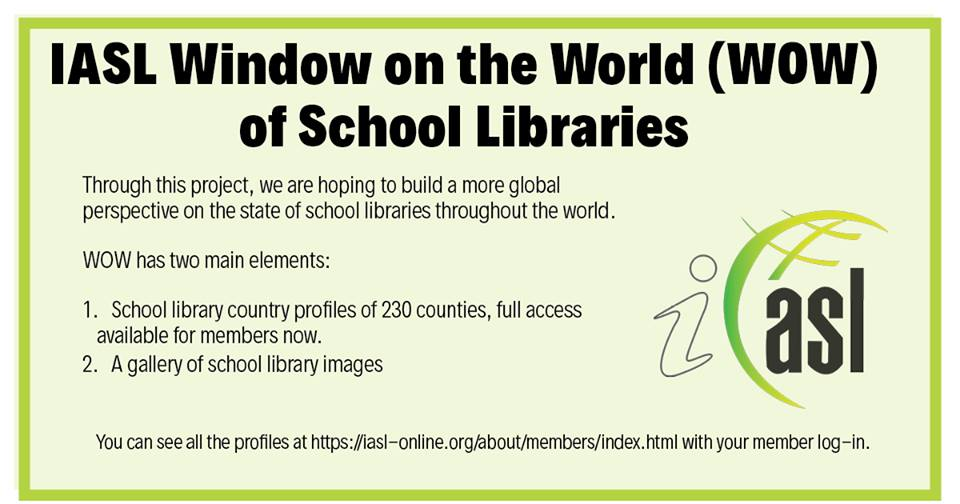 IASL Window on the World (WOW)
of School Libraries
Through this project, we are hoping to build a more global
perspective on the state of school libraries throughout the world.
WOW has two main elements:
1. School library country profiles of 230 counties, full access
available for members now.
2. A gallery of school library images
iasl
You can see all the profiles at https://iasl-online.org/about/members/index.html with your member log-in.